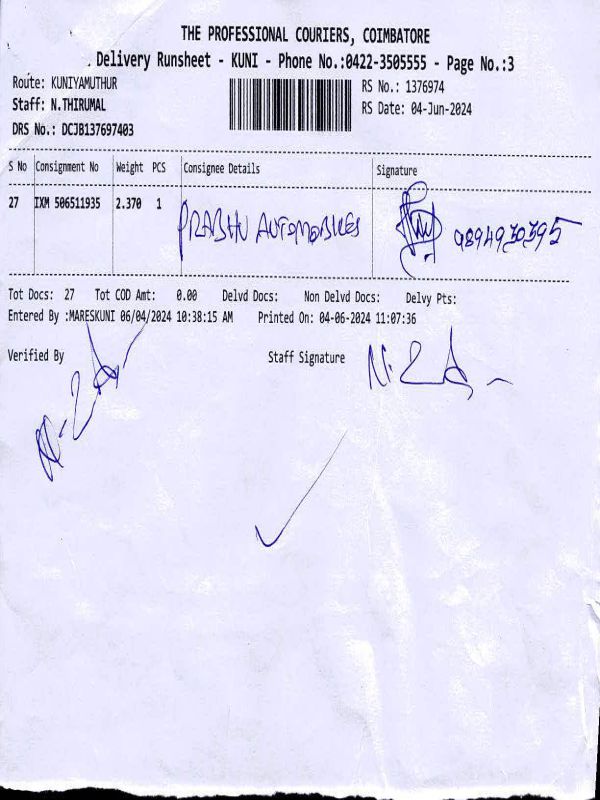 THE PROFESSIONAL COURIERS, COIMBATORE
Delivery Runsheet - KUNI - Phone No.:0422-3505555 - Page No.:3
Route: KUNIYAMUTHUR RS No.: 1376974
Staff: N.THIRUMAL RS Date: 04-Jun-2024
DRS No.: DCJB137697403
S No Consignment No Weight PCS Consignee Details Signature
27 IXM 506511935 2.370 1 PRABHU AUTOMOBILES 9894930395
Tot Docs: 27 Tot COD Amt: 0.00 Delvd Docs: Non Delvd Docs: Delvy Pts:
Entered By :MARESKUNI 06/04/2024 10:38:15 AM Printed On: 04-06-2024 11:07:36
Verified By Staff Signature